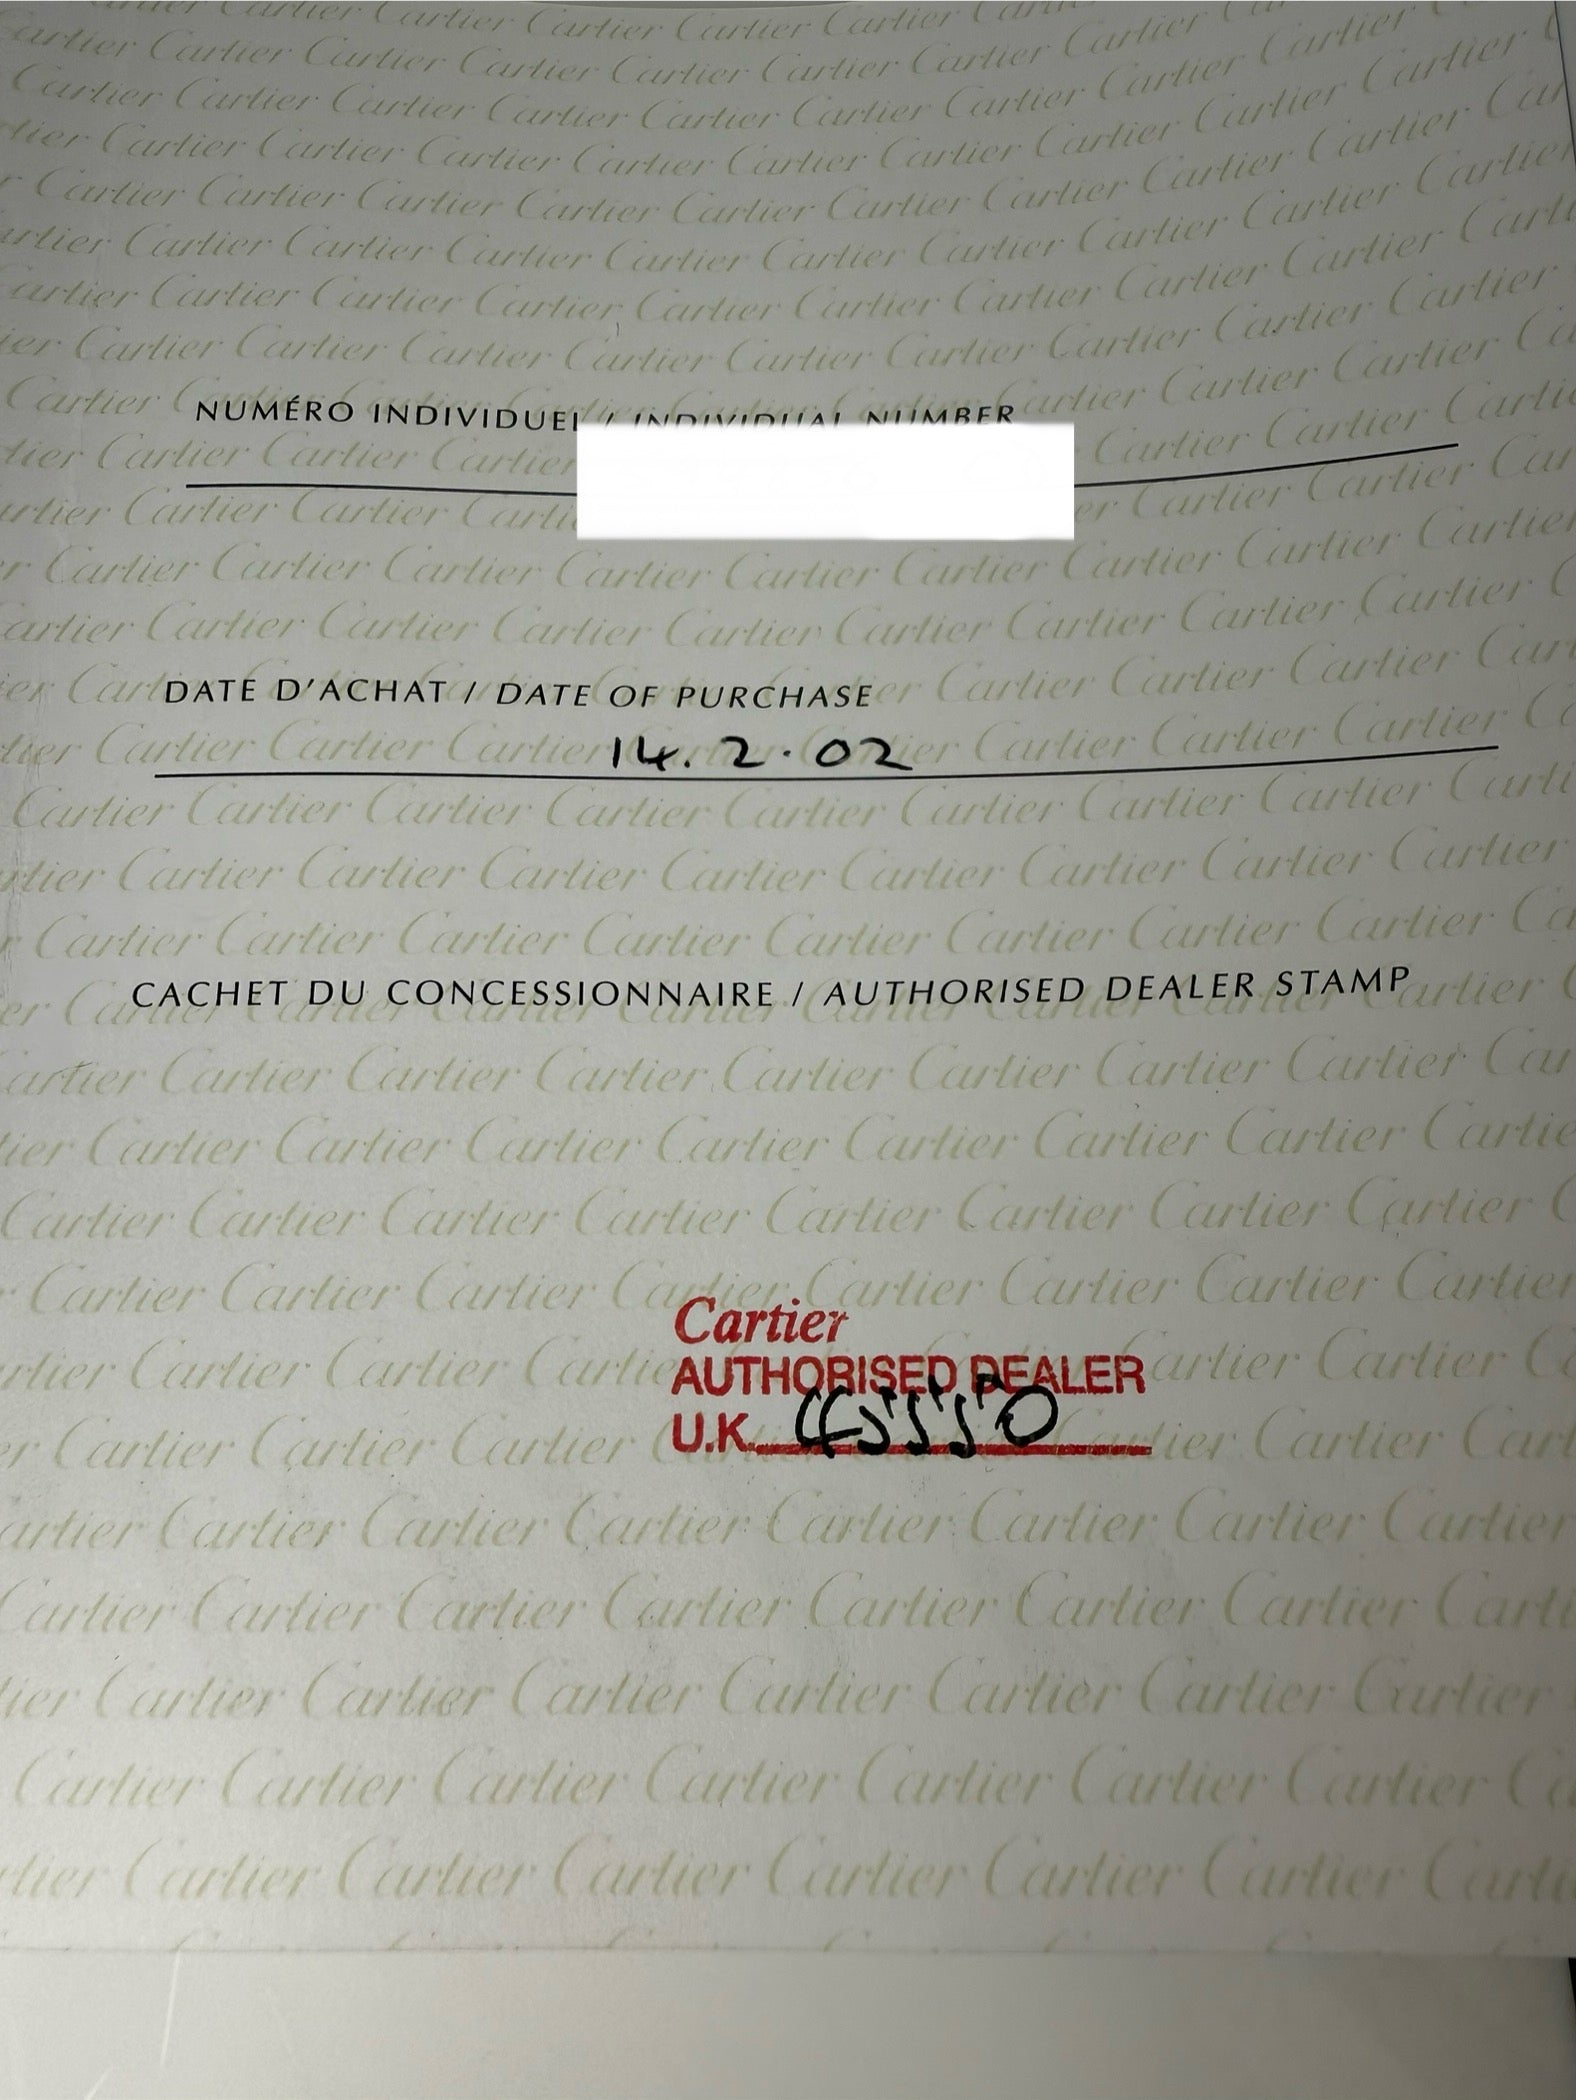 NUMÉRO INDIVIDUEL / INDIVIDUAL NUMBER
DATE D'ACHAT / DATE OF PURCHASE
14.2.02
CACHET DU CONCESSIONNAIRE / AUTHORISED DEALER STAMP
Cartier
AUTHORISED DEALER
U.K. 45550